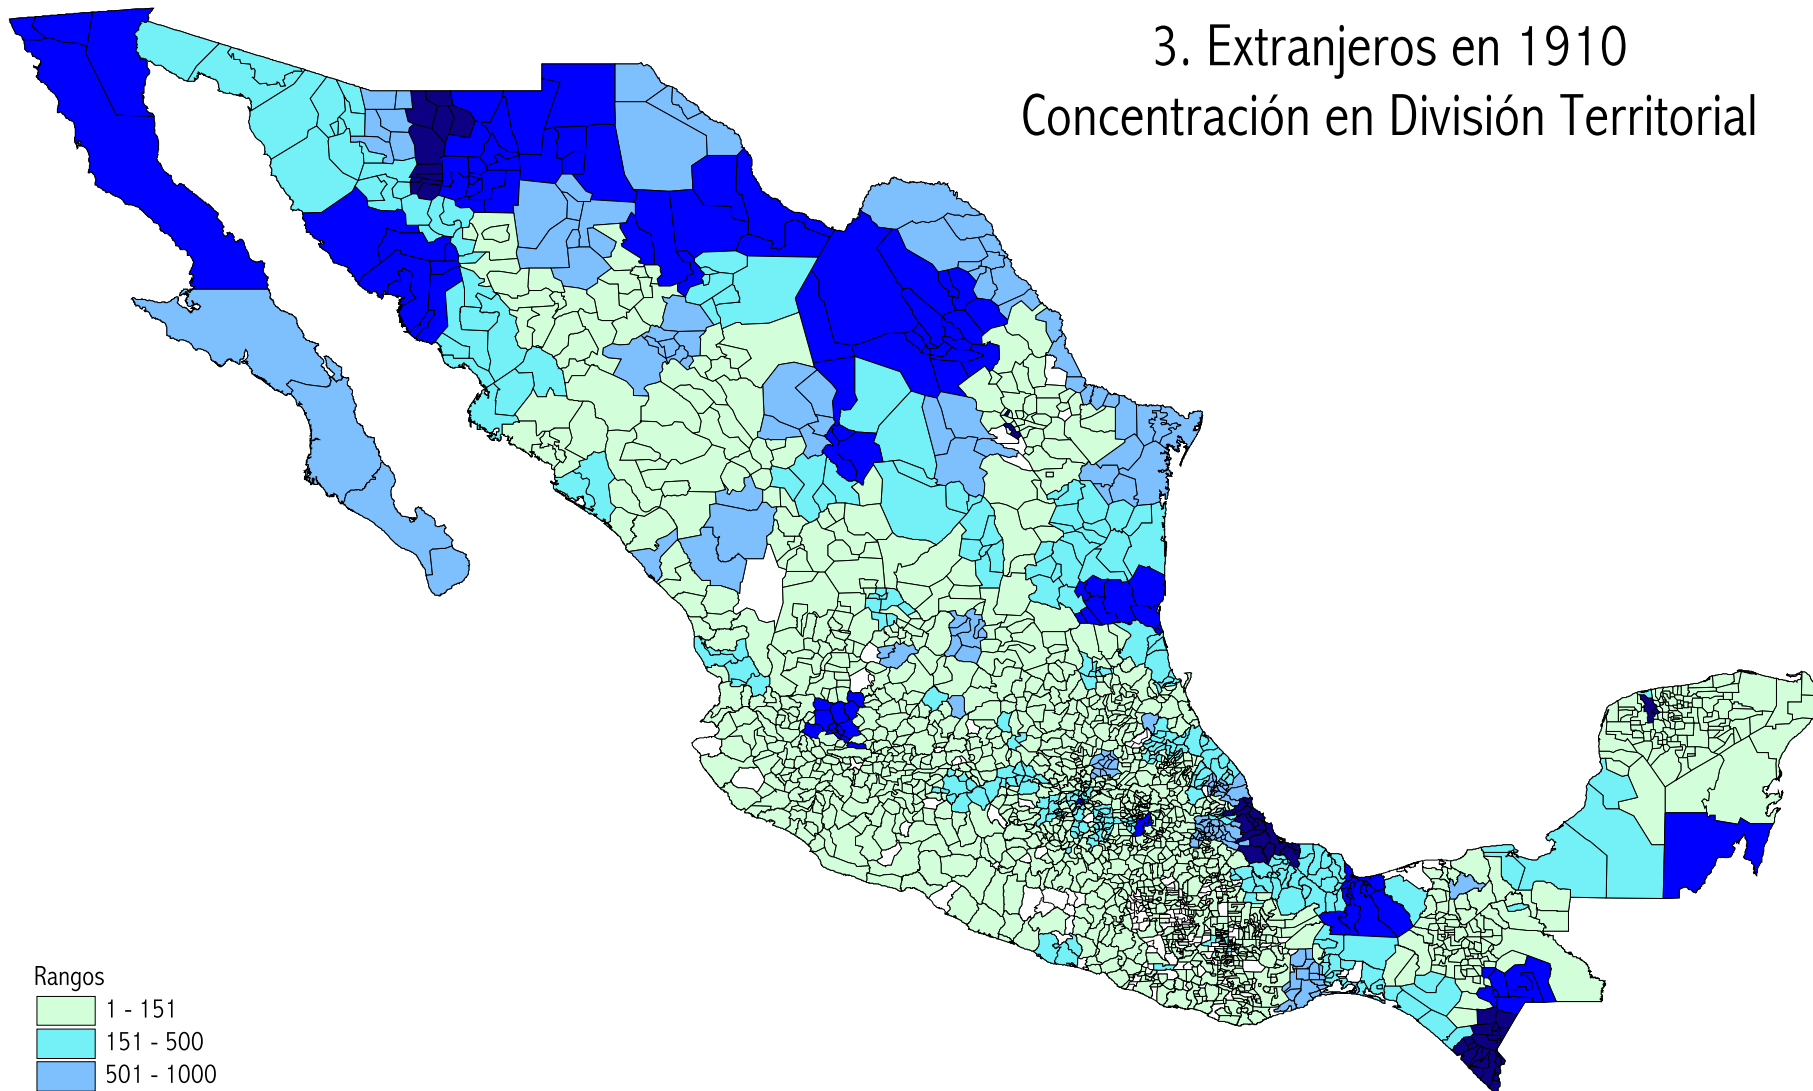 3. Extranjeros en 1910
Concentración en División Territorial
Rangos
1 - 151
151 - 500
501 - 1000